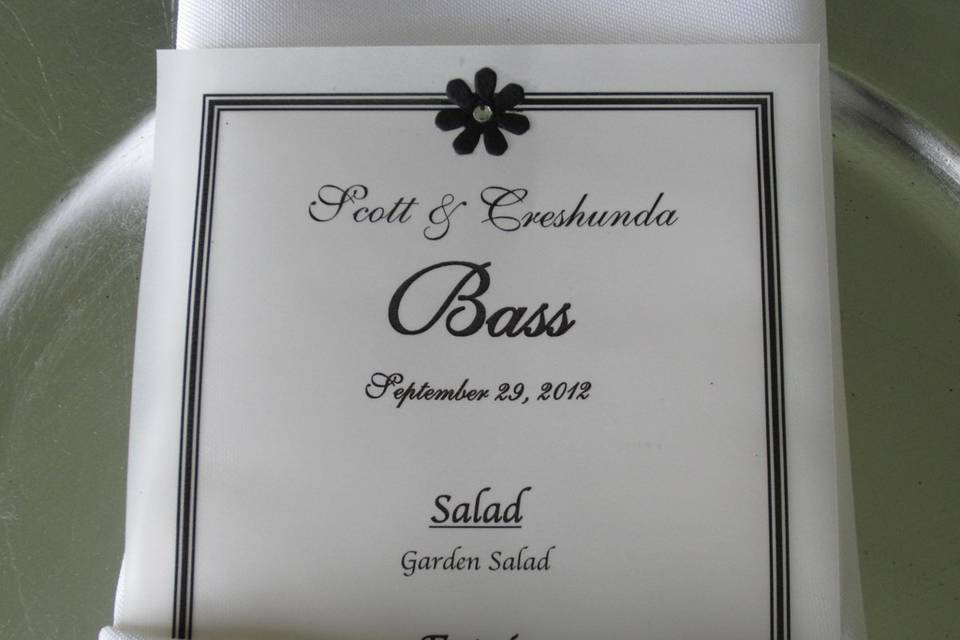 Scott & Creshunda
Bass
September 29, 2012
Salad
Garden Salad